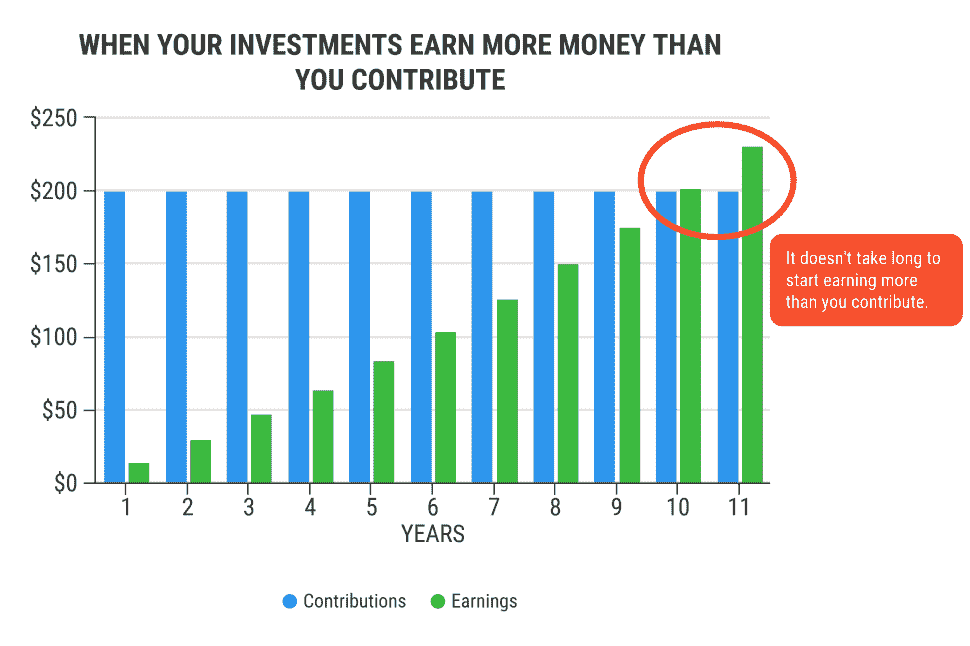 WHEN YOUR INVESTMENTS EARN MORE MONEY THAN
YOU CONTRIBUTE
$250
$200
$150
$100
$50
$0
It doesn't take long to
start earning more
than you contribute.
1 2 3 4 5 6 7 8 9 10 11
YEARS
Contributions Earnings